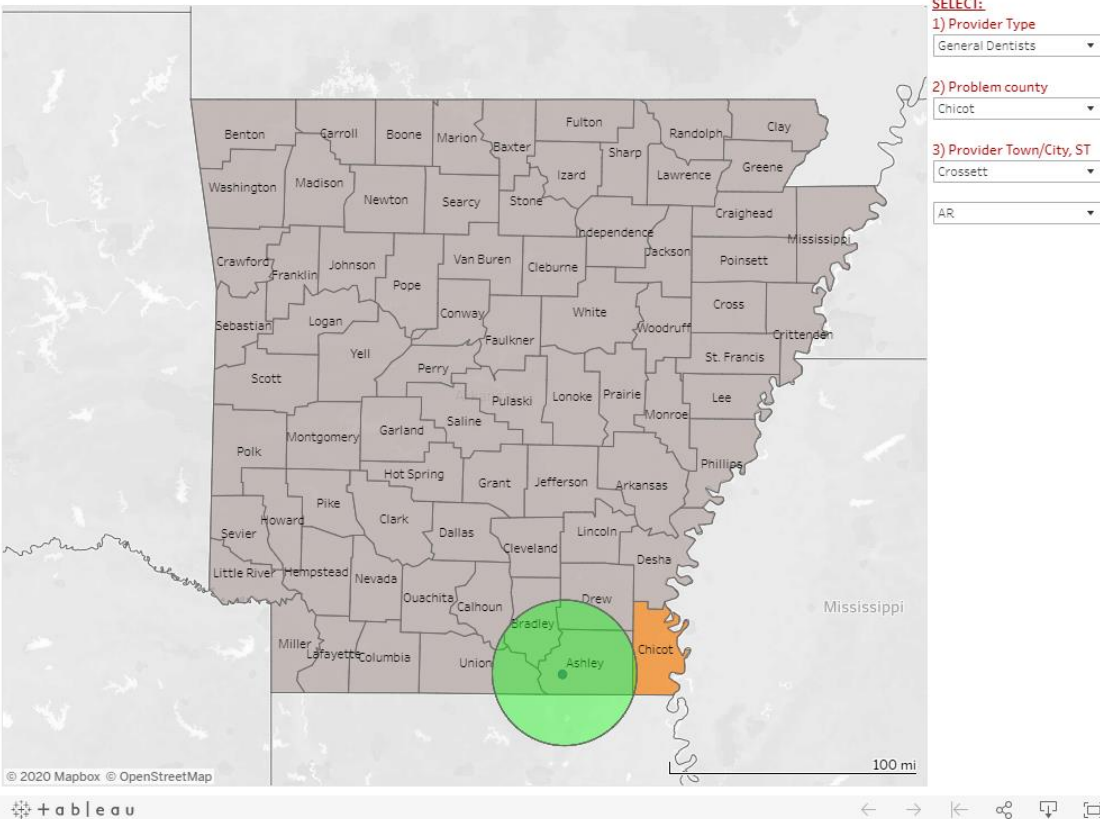 SELECT:
1) Provider Type
General Dentists
2) Problem county
Chicot
3) Provider Town/City, ST
Crossett
AR
Benton
Carroll
Boone
Marion
Baxter
Fulton
Sharp
Randolph
Clay
Greene
Washington
Madison
Newton
Searcy
Stone
Izard
Lawrence
Craighead
Mississippi
Independence
Jackson
Poinsett
Crawford
Franklin
Johnson
Pope
Van Buren
Cleburne
Conway
White
Woodruff
Cross
Crittenden
Sebastian
Logan
Faulkner
St. Francis
Yell
Perry
Scott
Pulaski
Lonoke
Prairie
Monroe
Lee
Saline
Garland
Montgomery
Polk
Phillips
Hot Spring
Grant
Jefferson
Arkansas
Pike
Clark
Howard
Sevier
Dallas
Cleveland
Lincoln
Desha
Little River
Hempstead
Nevada
Ouachita
Calhoun
Drew
Bradley
Mississippi
Miller
Lafayette
Columbia
Union
Ashley
Chicot
100 mi
© 2020 Mapbox © OpenStreetMap
+ a b | e a u